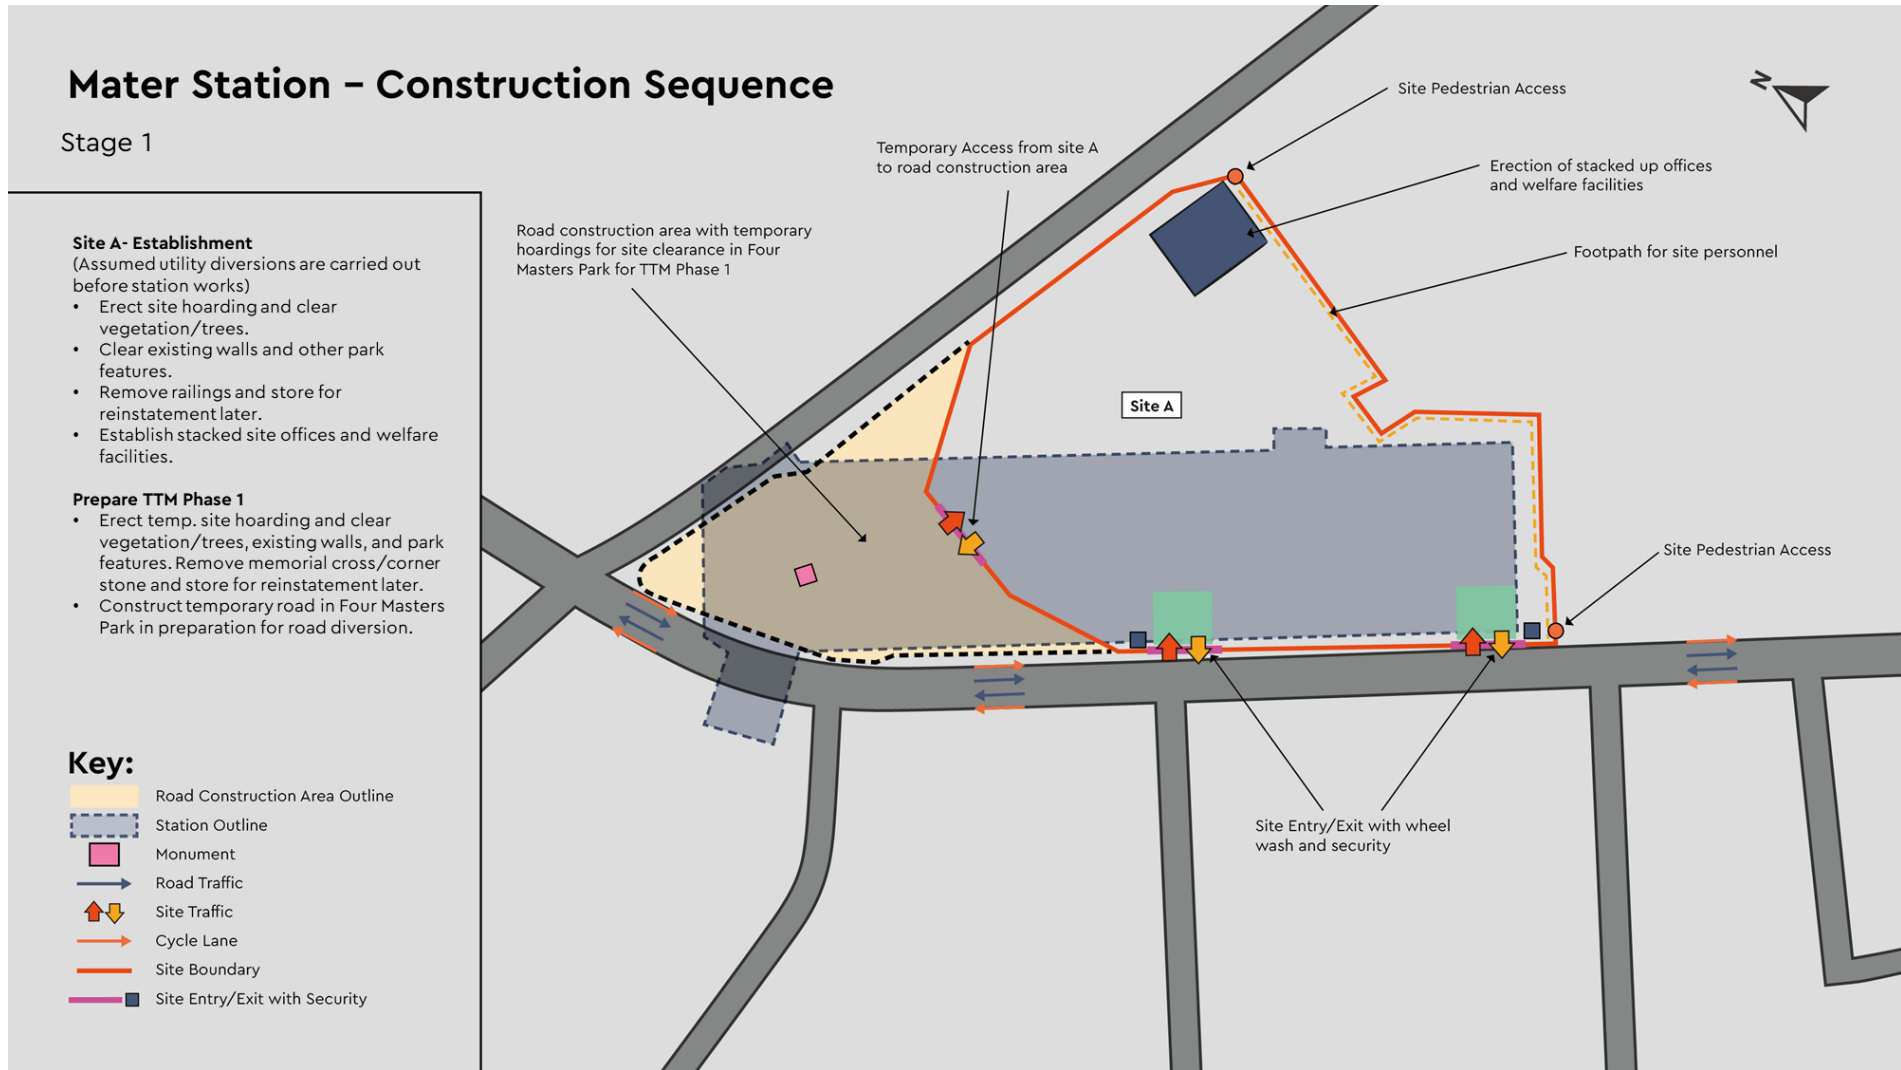 Mater Station – Construction Sequence
Stage 1
Site A- Establishment
(Assumed utility diversions are carried out
before station works)
• Erect site hoarding and clear
vegetation/trees.
• Clear existing walls and other park
features.
• Remove railings and store for
reinstatement later.
• Establish stacked site offices and welfare
facilities.
Prepare TTM Phase 1
• Erect temp. site hoarding and clear
vegetation/trees, existing walls, and park
features. Remove memorial cross/corner
stone and store for reinstatement later.
• Construct temporary road in Four Masters
Park in preparation for road diversion.
Key:
Road Construction Area Outline
Station Outline
Monument
Road Traffic
Site Traffic
Cycle Lane
Site Boundary
Site Entry/Exit with Security
Road construction area with temporary
hoardings for site clearance in Four
Masters Park for TTM Phase 1
Temporary Access from site A
to road construction area
Site Pedestrian Access
Erection of stacked up offices
and welfare facilities
Footpath for site personnel
Site A
Site Pedestrian Access
Site Entry/Exit with wheel
wash and security
N